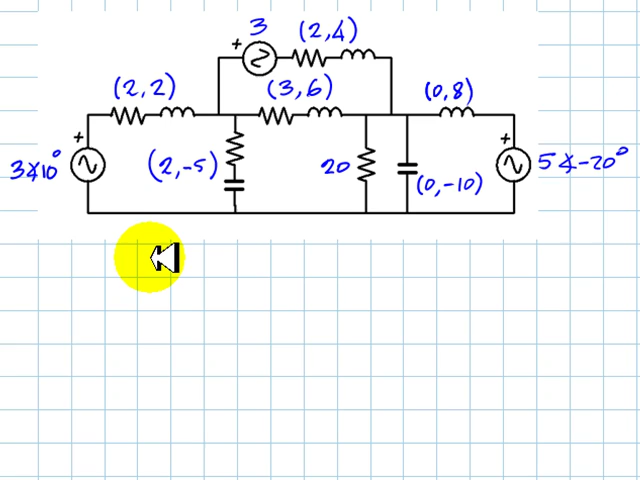 3 (2,4)
+
(2,2) (3,6) (0,8)
+ +
3∡10° (2,-5) 20 (0,-10) 5∡-20°